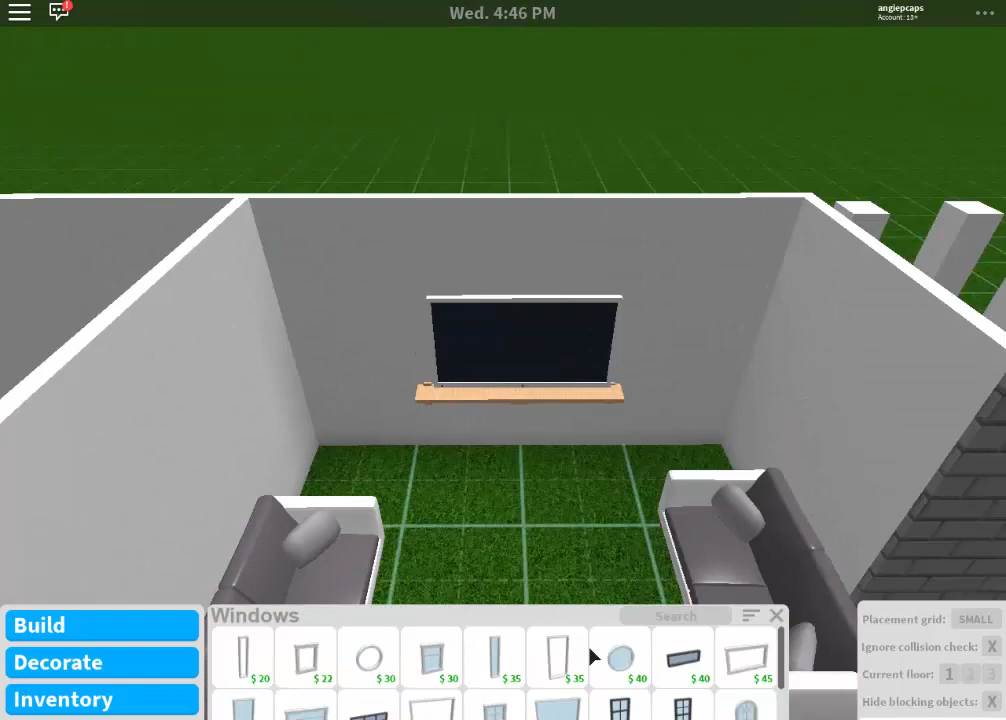 Wed. 4:46 PM
angiepcaps
Account: 13+
!
Windows
Search
$ 20
$ 22
$ 30
$ 30
$ 35
$ 35
$ 40
$ 40
$ 45
Build
Decorate
Inventory
Placement grid: SMALL
Ignore collision check: X
Current floor: 1 2 3
Hide blocking objects: X